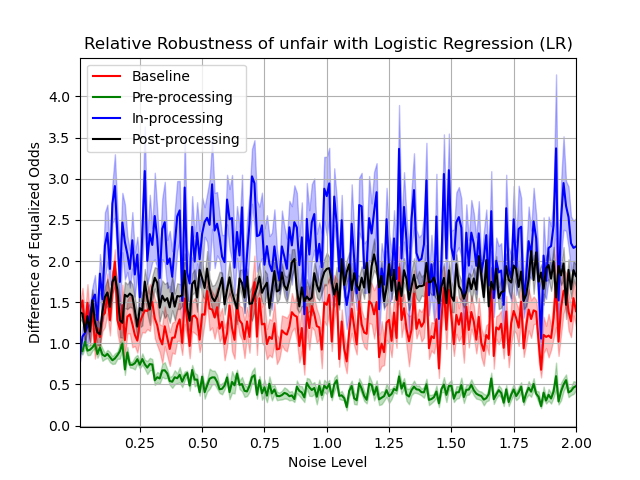 Relative Robustness of unfair with Logistic Regression (LR)
Baseline
Pre-processing
In-processing
Post-processing
Difference of Equalized Odds
4.0
3.5
3.0
2.5
2.0
1.5
1.0
0.5
0.0
0.25 0.50 0.75 1.00 1.25 1.50 1.75 2.00
Noise Level